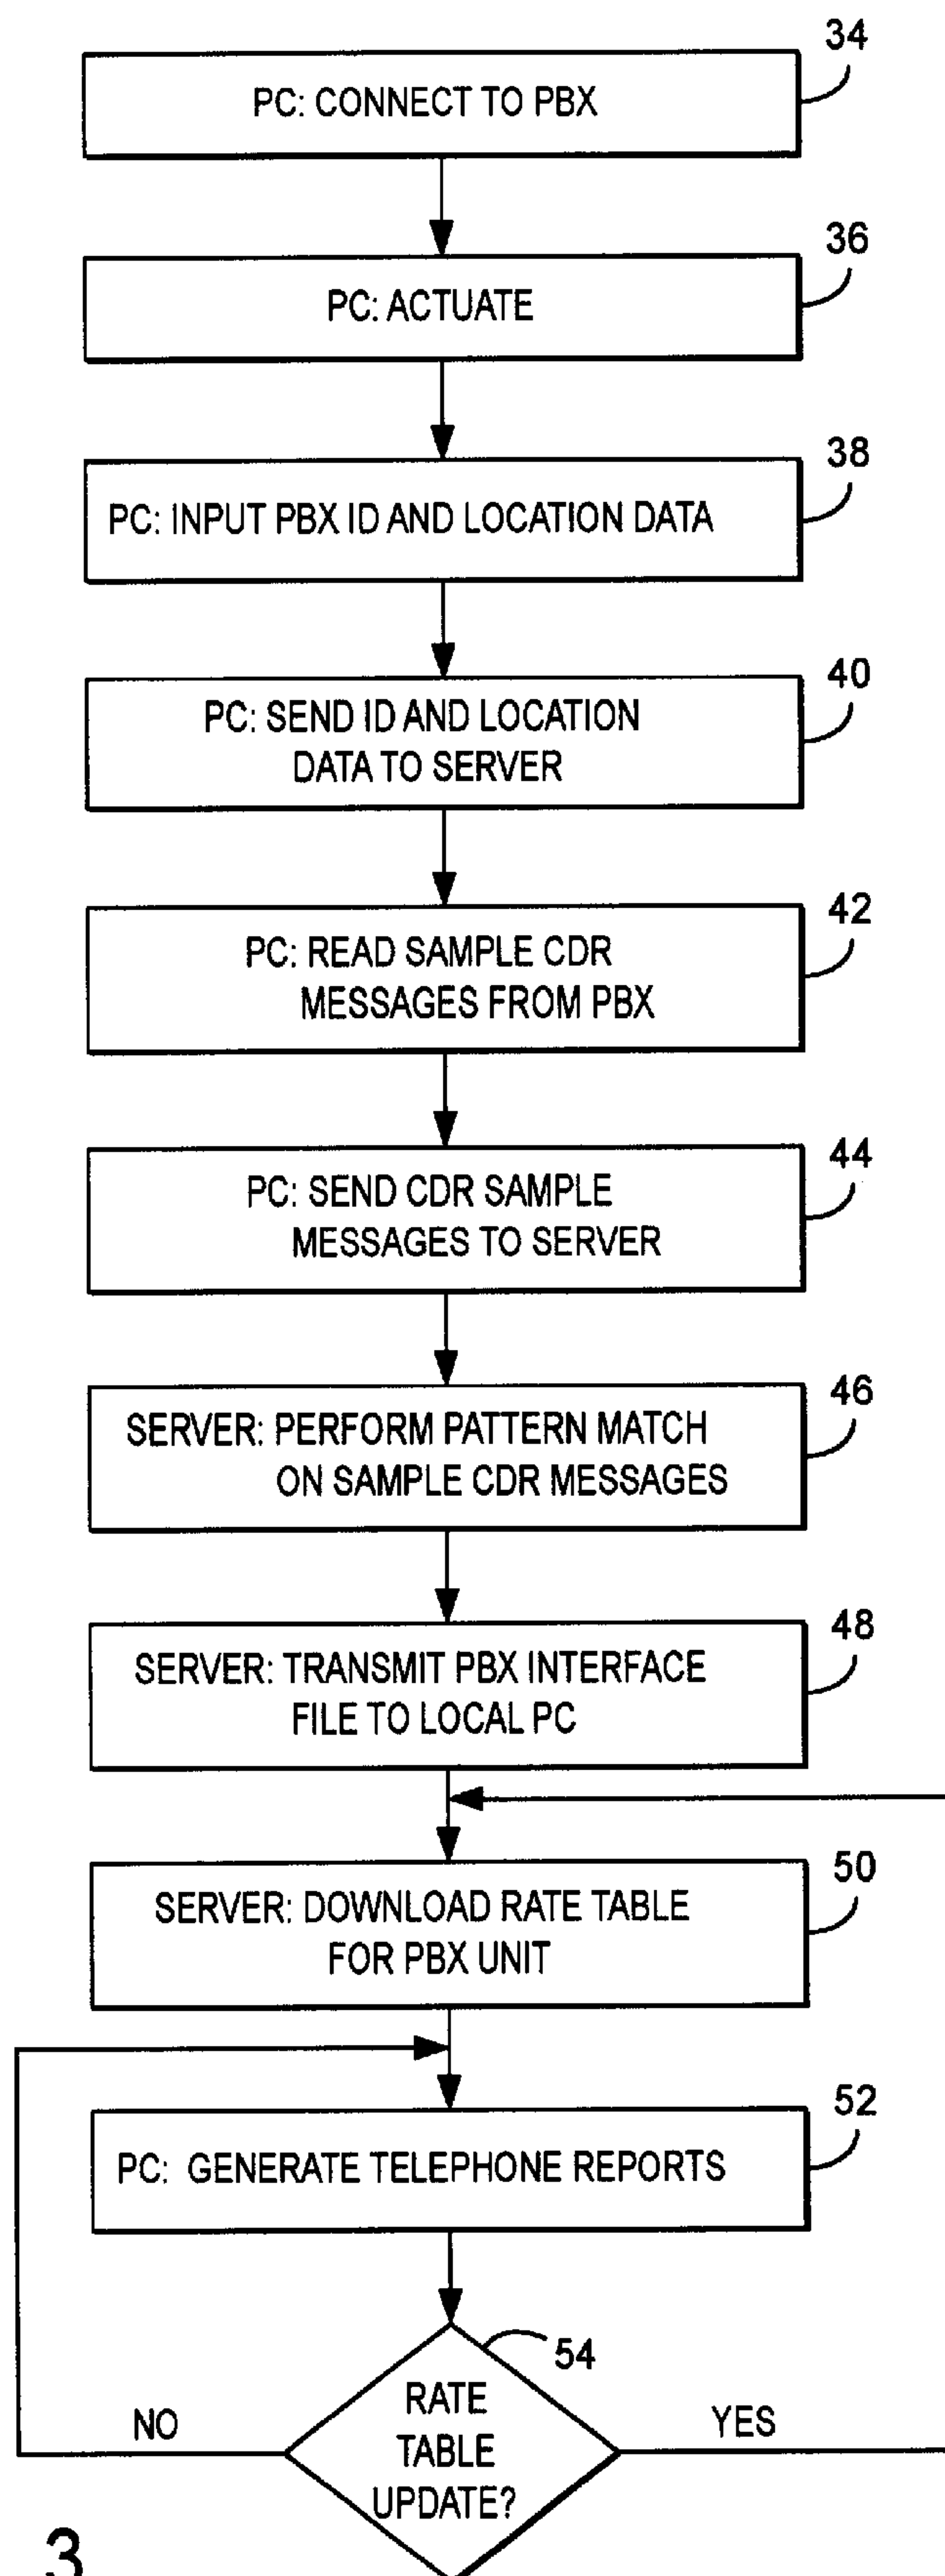 34
PC: CONNECT TO PBX
36
PC: ACTUATE
38
PC: INPUT PBX ID AND LOCATION DATA
40
PC: SEND ID AND LOCATION
DATA TO SERVER
42
PC: READ SAMPLE CDR
MESSAGES FROM PBX
44
PC: SEND CDR SAMPLE
MESSAGES TO SERVER
46
SERVER: PERFORM PATTERN MATCH
ON SAMPLE CDR MESSAGES
48
SERVER: TRANSMIT PBX INTERFACE
FILE TO LOCAL PC
50
SERVER: DOWNLOAD RATE TABLE
FOR PBX UNIT
52
PC: GENERATE TELEPHONE REPORTS
54
RATE
TABLE
UPDATE?
NO
YES
3